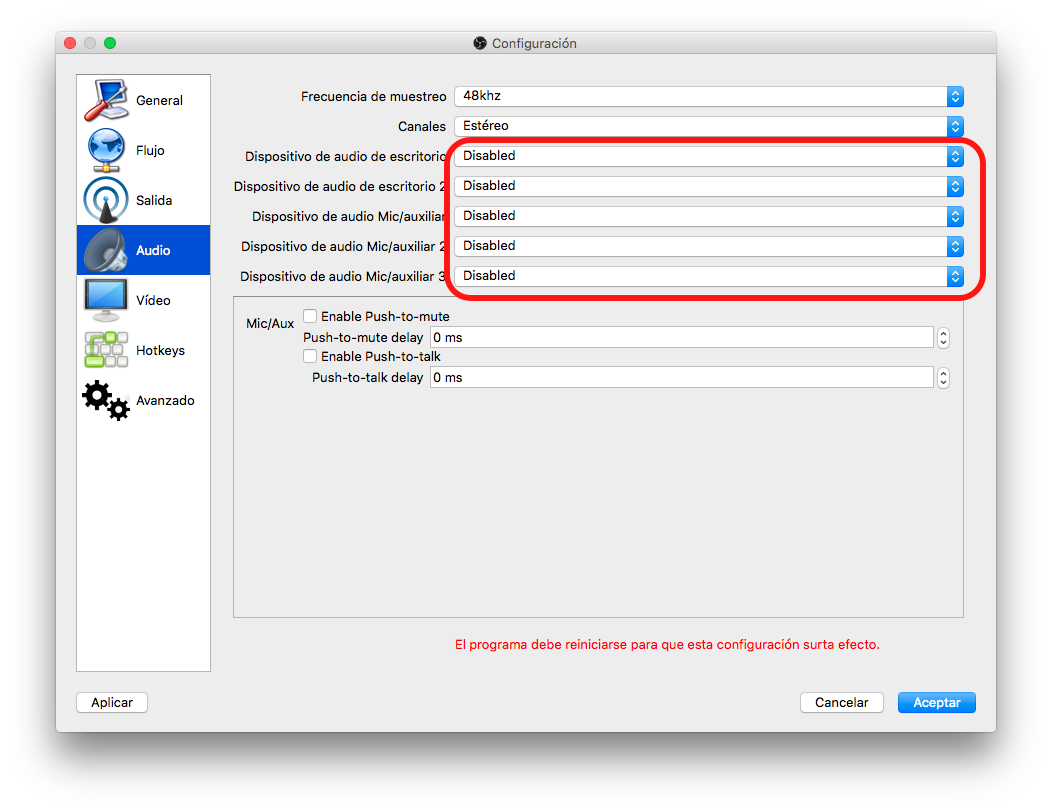 Configuración
General
Flujo
Salida
Audio
Vídeo
Hotkeys
Avanzado
Frecuencia de muestreo 48khz
Canales Estéreo
Dispositivo de audio de escritorio Disabled
Dispositivo de audio de escritorio 2 Disabled
Dispositivo de audio Mic/auxiliar Disabled
Dispositivo de audio Mic/auxiliar 2 Disabled
Dispositivo de audio Mic/auxiliar 3 Disabled
Mic/Aux Enable Push-to-mute
Push-to-mute delay 0 ms
Enable Push-to-talk
Push-to-talk delay 0 ms
El programa debe reiniciarse para que esta configuración surta efecto.
Aplicar Cancelar Aceptar